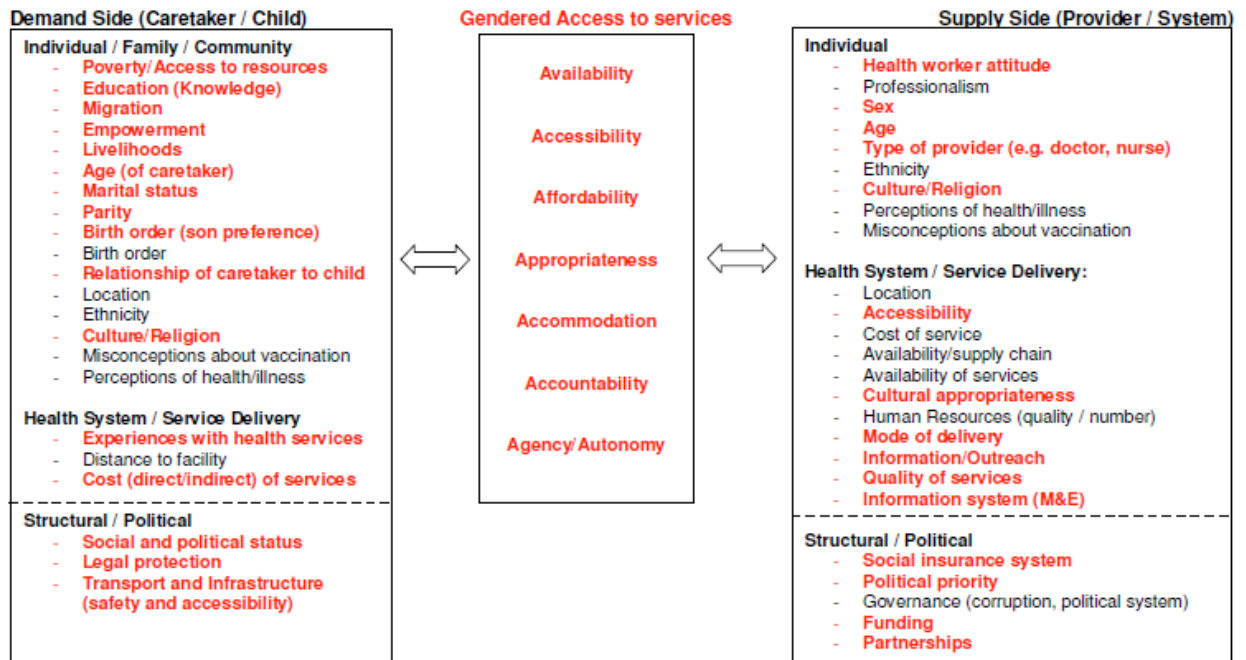 Demand Side (Caretaker / Child)
Individual / Family / Community
- Poverty/Access to resources
- Education (Knowledge)
- Migration
- Empowerment
- Livelihoods
- Age (of caretaker)
- Marital status
- Parity
- Birth order (son preference)
- Birth order
- Relationship of caretaker to child
- Location
- Ethnicity
- Culture/Religion
- Misconceptions about vaccination
- Perceptions of health/illness
Health System / Service Delivery
- Experiences with health services
- Distance to facility
- Cost (direct/indirect) of services
Structural / Political
- Social and political status
- Legal protection
- Transport and Infrastructure
(safety and accessibility)
Gendered Access to services
Availability
Accessibility
Affordability
Appropriateness
Accommodation
Accountability
Agency/Autonomy
Supply Side (Provider / System)
Individual
- Health worker attitude
- Professionalism
- Sex
- Age
- Type of provider (e.g. doctor, nurse)
- Ethnicity
- Culture/Religion
- Perceptions of health/illness
- Misconceptions about vaccination
Health System / Service Delivery:
- Location
- Accessibility
- Cost of service
- Availability/supply chain
- Availability of services
- Cultural appropriateness
- Human Resources (quality / number)
- Mode of delivery
- Information/Outreach
- Quality of services
- Information system (M&E)
Structural / Political
- Social insurance system
- Political priority
- Governance (corruption, political system)
- Funding
- Partnerships